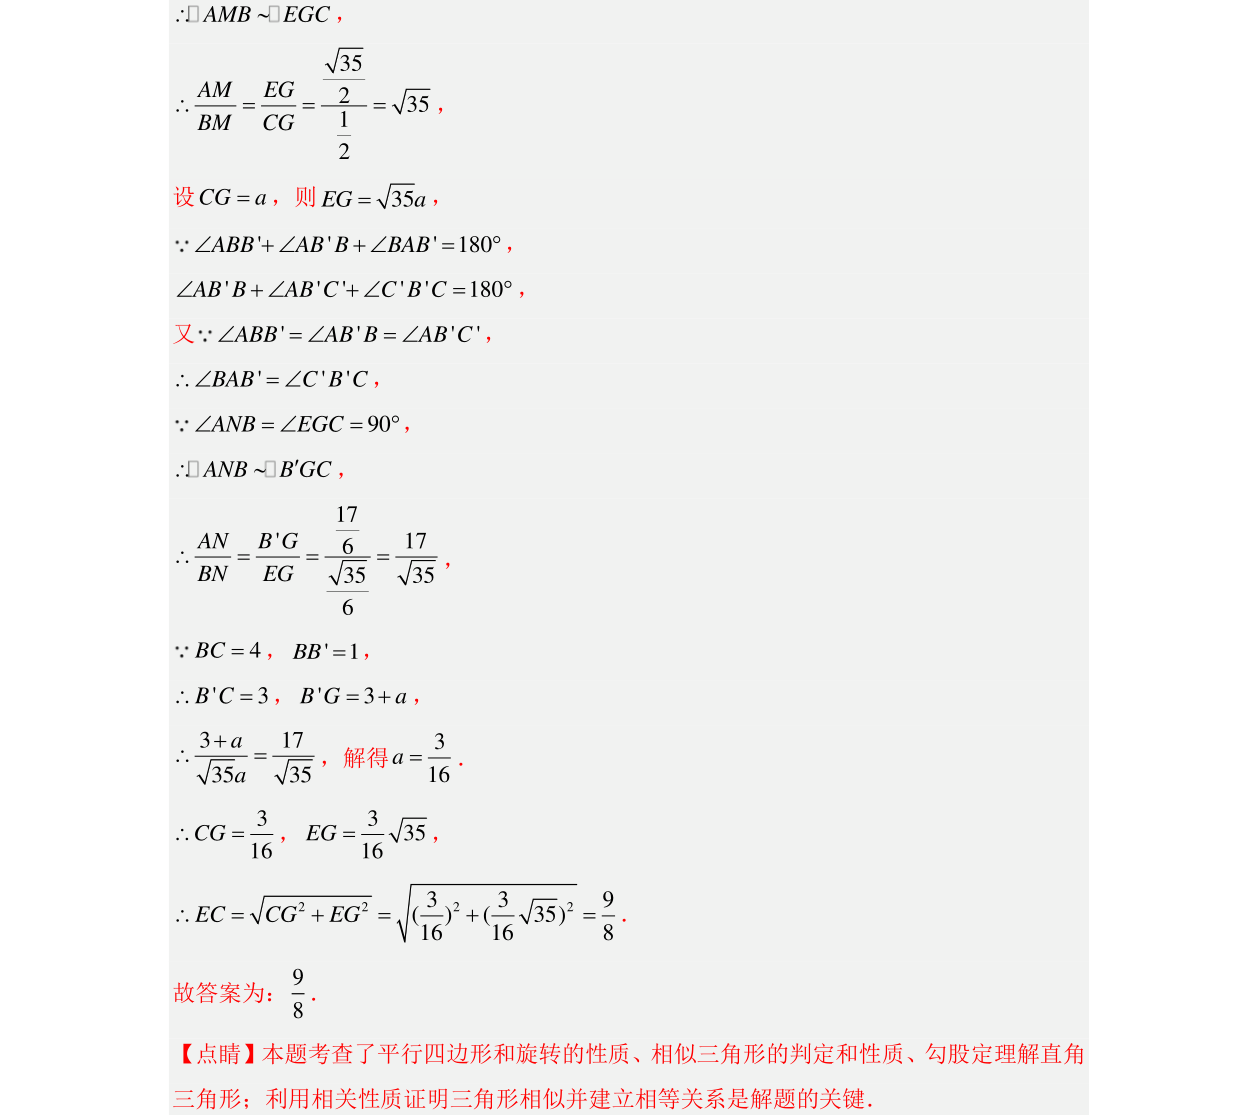 ∴□AMB ~□EGC，
∴AM/BM = EG/CG = (√35/2)/(1/2) = √35，
设CG = a，则EG = √35a，
∵∠ABB'+∠AB'B+∠BAB'=180°，
∠AB'B+∠AB'C'+∠C'B'C=180°，
又∵∠ABB'=∠AB'B=∠AB'C'，
∴∠BAB'=∠C'B'C，
∵∠ANB=∠EGC=90°，
∴□ANB ~□B′GC，
∴AN/BN = B'G/EG = (17/6)/(√35/6) = 17/√35，
∵BC=4，BB'=1，
∴B'C=3，B'G=3+a，
∴(3+a)/(√35a) = 17/√35，解得a=3/16．
∴CG=3/16，EG=3/16√35，
∴EC=√(CG²+EG²)=√((3/16)²+(3/16√35)²)=9/8．
故答案为：9/8．
【点睛】本题考查了平行四边形和旋转的性质、相似三角形的判定和性质、勾股定理解直角
三角形；利用相关性质证明三角形相似并建立相等关系是解题的关键．